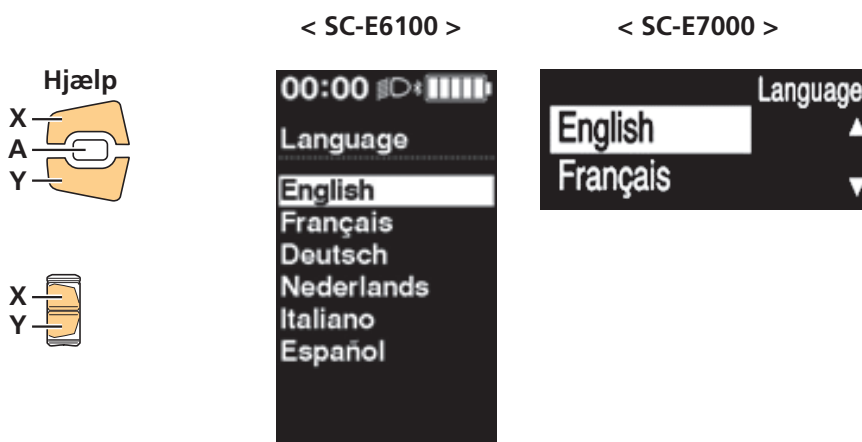 < SC-E6100 >
< SC-E7000 >
Hjælp
X
A
Y
X
Y
00:00
Language
English
Français
Deutsch
Nederlands
Italiano
Español
Language
English
Français